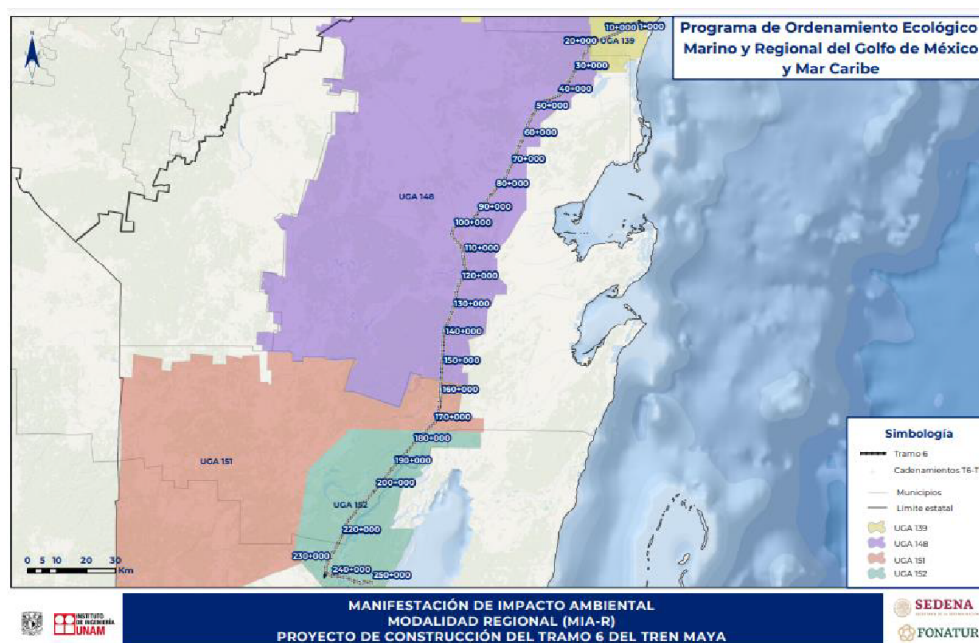 Programa de Ordenamiento Ecológico
Marino y Regional del Golfo de México
y Mar Caribe
N
10+000
1+000
20+000
UGA 139
30+000
40+000
50+000
60+000
70+000
80+000
UGA 148
90+000
100+000
110+000
120+000
130+000
140+000
150+000
160+000
170+000
180+000
UGA 151
190+000
200+000
UGA 152
220+000
230+000
240+000
250+000
0 5 10 20 30
Km
Simbología
Tramo 6
Cadenamientos T6-T
Municipios
Límite estatal
UGA 139
UGA 148
UGA 151
UGA 152
INSTITUTO
DE INGENIERÍA
UNAM
MANIFESTACIÓN DE IMPACTO AMBIENTAL
MODALIDAD REGIONAL (MIA-R)
PROYECTO DE CONSTRUCCIÓN DEL TRAMO 6 DEL TREN MAYA
SEDENA
FONATUR